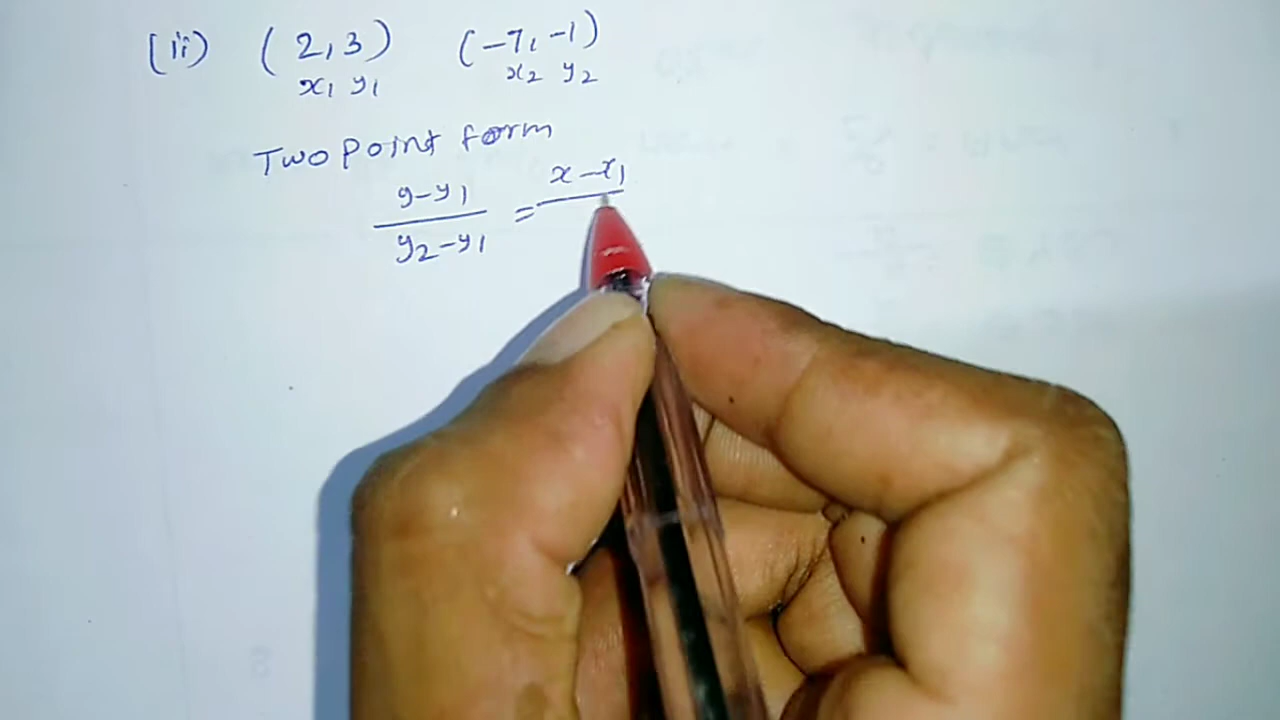 (ii) (2,3) (-7,-1)
x1 y1 x2 y2
Two point form
y-y1 / y2-y1 = x-x1